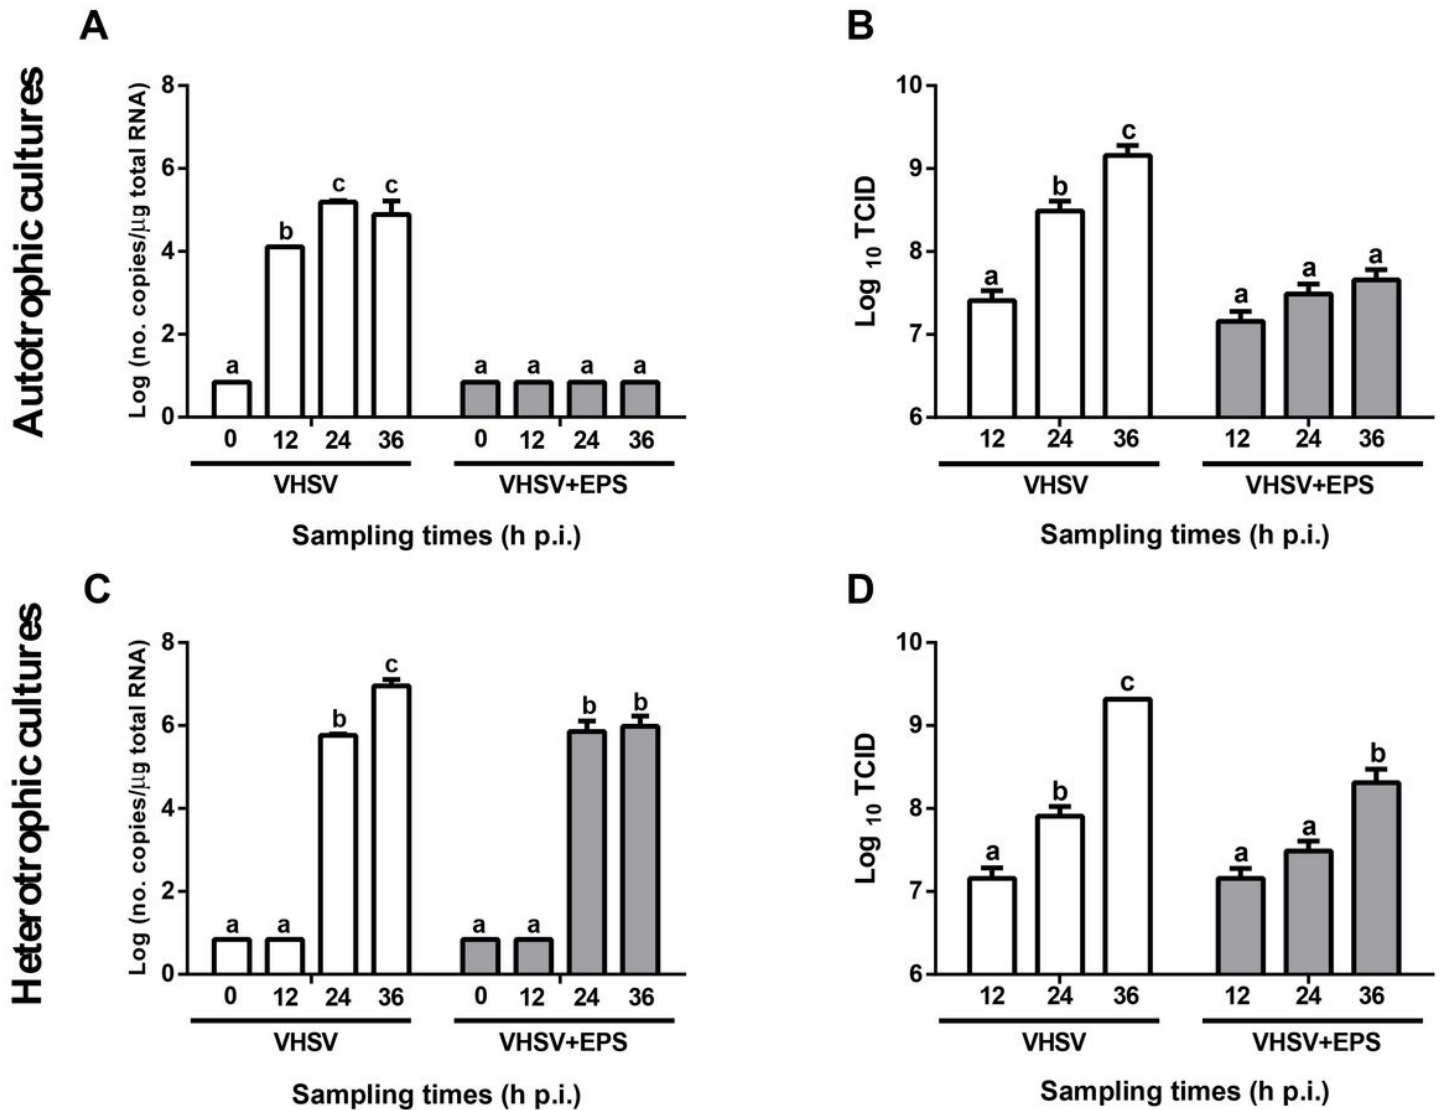 Autotrophic cultures
A
Log (no. copies/µg total RNA)
8
6
4
2
0
a
b
c
c
a
a
a
a
0 12 24 36
0 12 24 36
VHSV
VHSV+EPS
Sampling times (h p.i.)
B
Log 10 TCID
10
9
8
7
6
a
b
c
a
a
a
12 24 36
12 24 36
VHSV
VHSV+EPS
Sampling times (h p.i.)
Heterotrophic cultures
C
Log (no. copies/µg total RNA)
8
6
4
2
0
a
a
b
c
a
a
b
b
0 12 24 36
0 12 24 36
VHSV
VHSV+EPS
Sampling times (h p.i.)
D
Log 10 TCID
10
9
8
7
6
a
b
c
a
a
b
12 24 36
12 24 36
VHSV
VHSV+EPS
Sampling times (h p.i.)